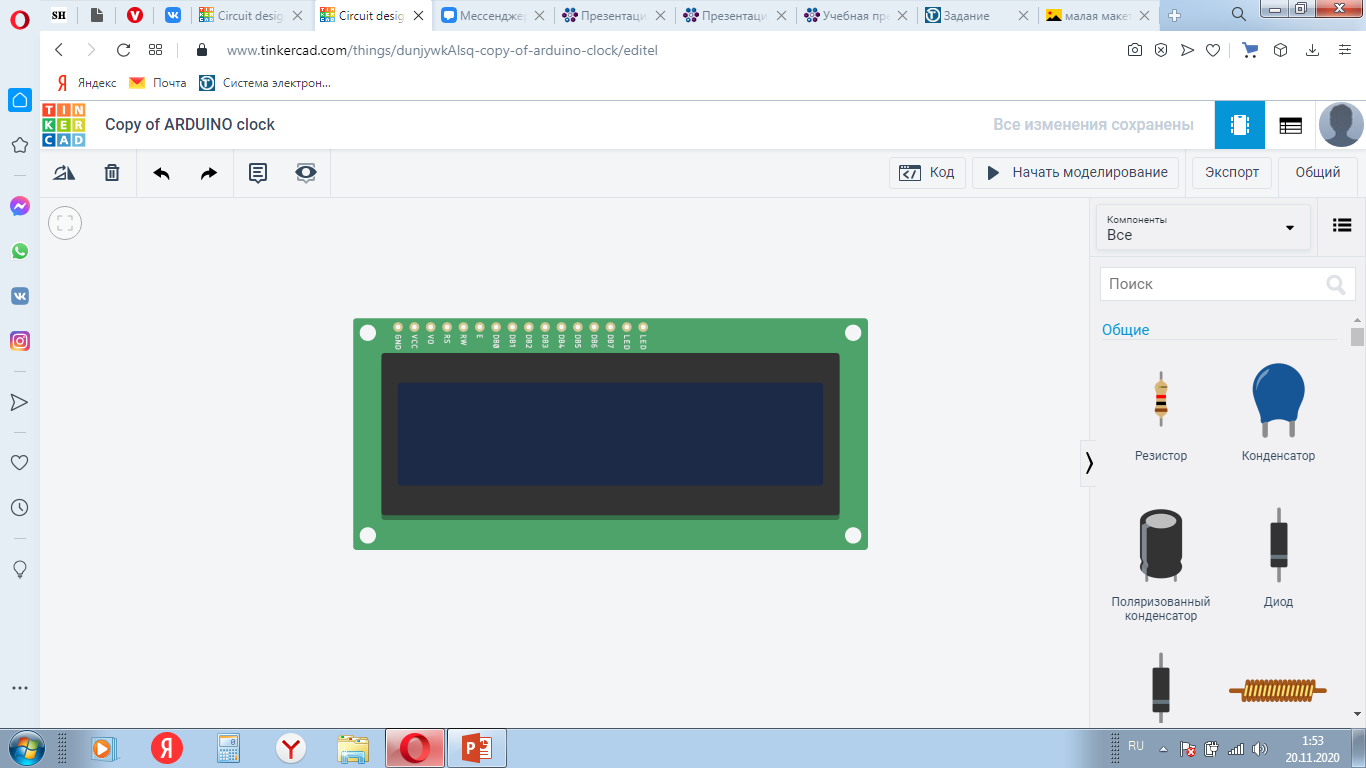 SH
Circuit desig
Circuit desig
Мессендже
Презентаци
Презентаци
Учебная пре
Задание
малая макет
www.tinkercad.com/things/dunjywkAlsq-copy-of-arduino-clock/editel
Яндекс
Почта
Система электрон...
TIN
KER
CAD
Copy of ARDUINO clock
Все изменения сохранены
Код
Начать моделирование
Экспорт
Общий
Компоненты
Все
Поиск
Общие
GND
VCC
VO
RS
RW
E
DB0
DB1
DB2
DB3
DB4
DB5
DB6
DB7
LED
LED
Резистор
Конденсатор
Поляризованный
конденсатор
Диод
RU
1:53
20.11.2020